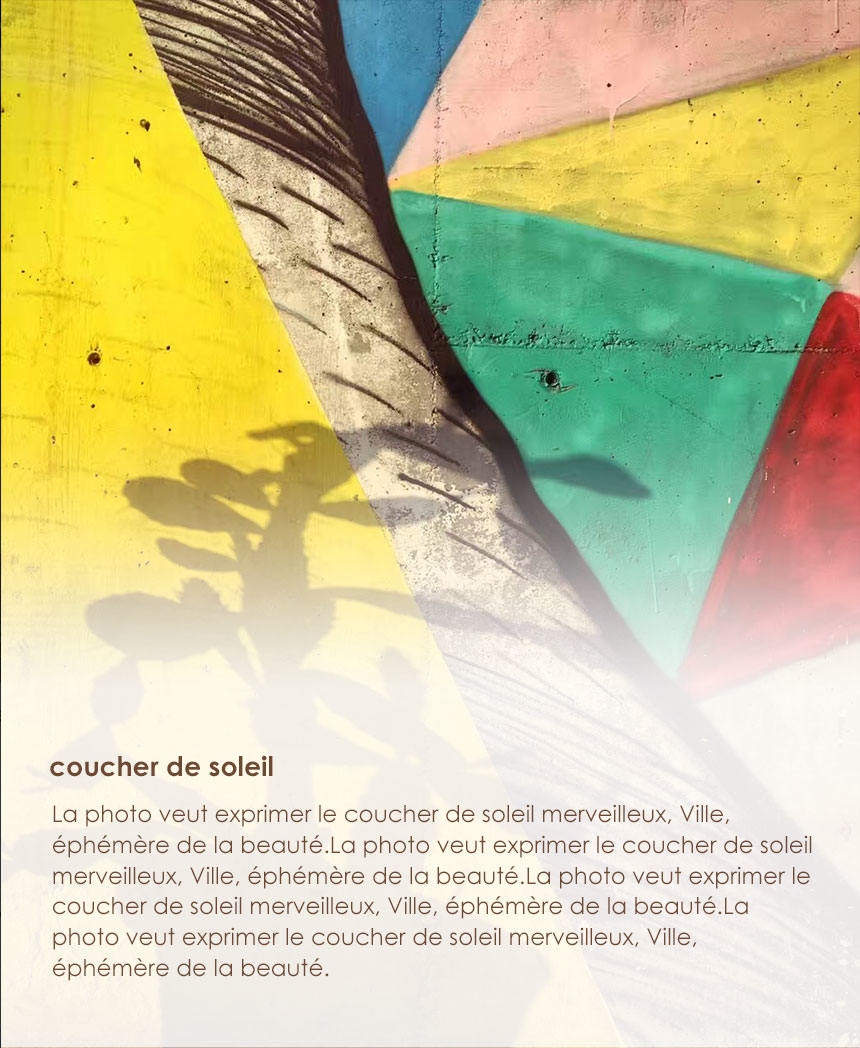 coucher de soleil
La photo veut exprimer le coucher de soleil merveilleux, Ville,
éphémère de la beauté.La photo veut exprimer le coucher de soleil
merveilleux, Ville, éphémère de la beauté.La photo veut exprimer le
coucher de soleil merveilleux, Ville, éphémère de la beauté.La
photo veut exprimer le coucher de soleil merveilleux, Ville,
éphémère de la beauté.